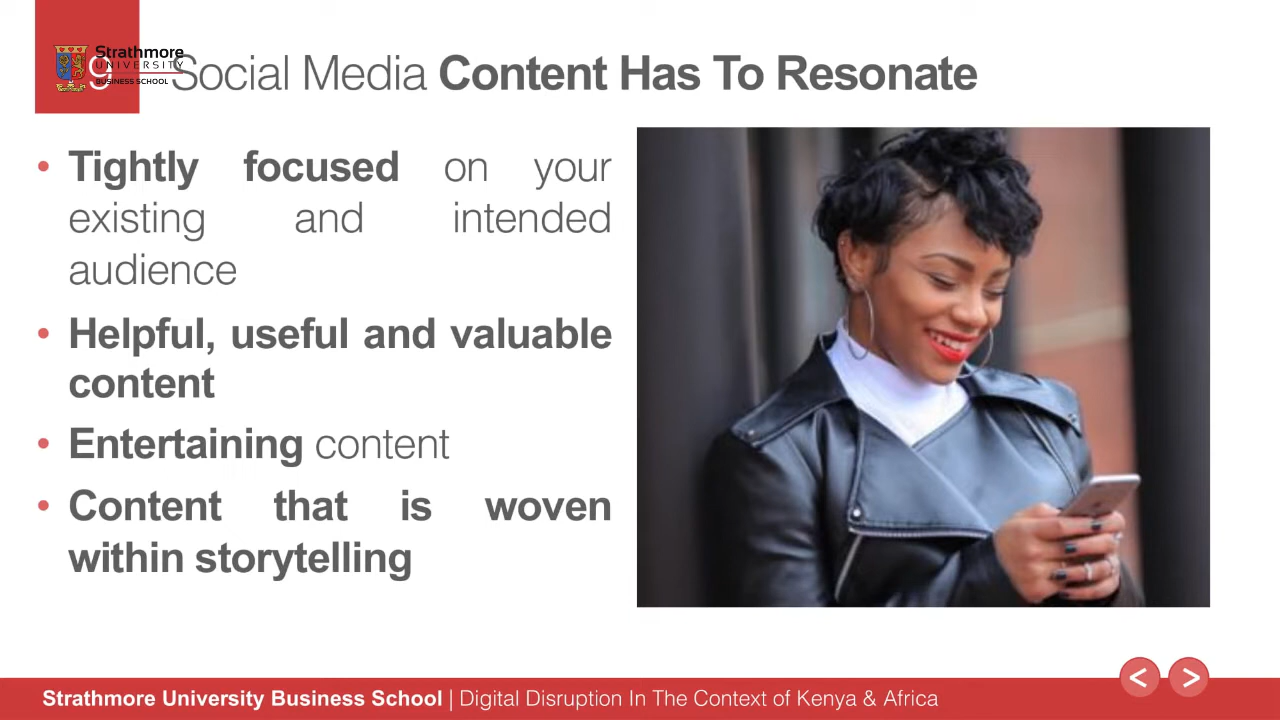 Strathmore
UNIVERSITY
BUSINESS SCHOOL
9
Social Media Content Has To Resonate
• Tightly focused on your
existing and intended
audience
• Helpful, useful and valuable
content
• Entertaining content
• Content that is woven
within storytelling
< >
Strathmore University Business School | Digital Disruption In The Context of Kenya & Africa